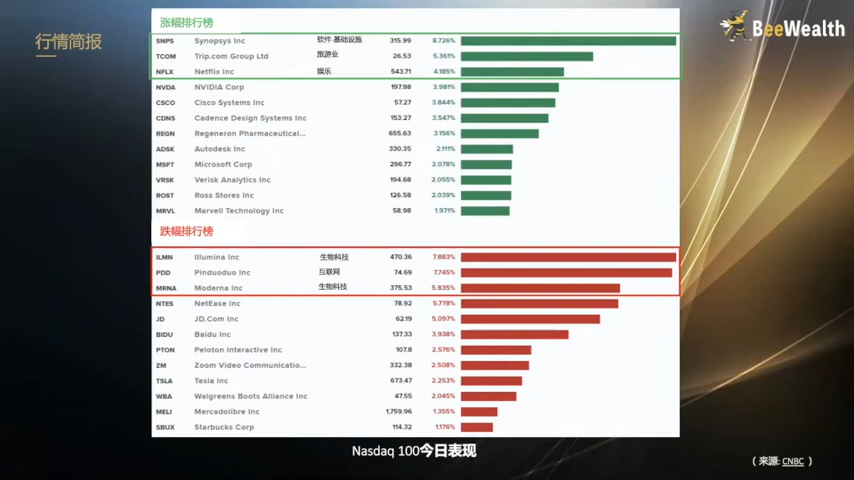 行情简报
BeeWealth
涨幅排行榜
SNPS Synopsys Inc 软件-基础设施 315.99 8.726%
TCOM Trip.com Group Ltd 旅游业 26.53 5.361%
NFLX Netflix Inc 娱乐 543.71 4.185%
NVDA NVIDIA Corp 197.98 3.981%
CSCO Cisco Systems Inc 57.27 3.844%
CDNS Cadence Design Systems Inc 153.27 3.547%
REGN Regeneron Pharmaceutical... 655.63 3.156%
ADSK Autodesk Inc 330.35 2.111%
MSFT Microsoft Corp 296.77 2.078%
VRSK Verisk Analytics Inc 194.68 2.055%
ROST Ross Stores Inc 126.58 2.039%
MRVL Marvell Technology Inc 58.98 1.971%
跌幅排行榜
ILMN Illumina Inc 生物科技 470.36 7.883%
PDD Pinduoduo Inc 互联网 74.69 7.745%
MRNA Moderna Inc 生物科技 375.53 5.835%
NTES NetEase Inc 78.92 5.778%
JD JD.Com Inc 62.19 5.097%
BIDU Baidu Inc 137.33 3.938%
PTON Peloton Interactive Inc 107.8 2.576%
ZM Zoom Video Communicatio... 332.38 2.508%
TSLA Tesla Inc 673.47 2.253%
WBA Walgreens Boots Alliance Inc 47.55 2.045%
MELI Mercadolibre Inc 1,759.96 1.355%
SBUX Starbucks Corp 114.32 1.176%
Nasdaq 100今日表现
( 来源: CNBC )